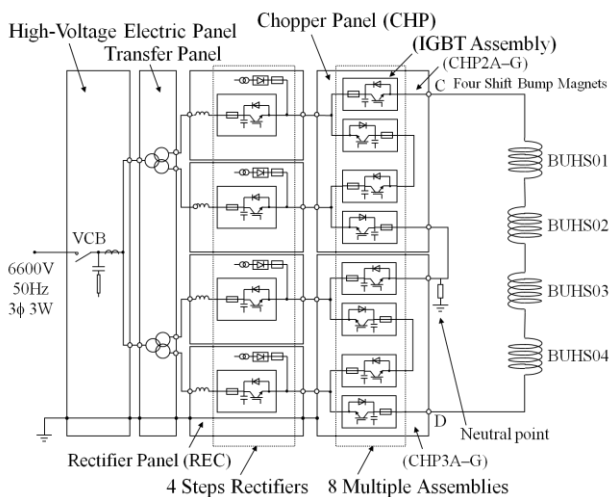 Chopper Panel (CHP)
High-Voltage Electric Panel
Transfer Panel
(IGBT Assembly)
(CHP2A–G)
C Four Shift Bump Magnets
BUHS01
BUHS02
BUHS03
BUHS04
VCB
6600V
50Hz
3ϕ 3W
D
Neutral point
Rectifier Panel (REC)
(CHP3A–G)
4 Steps Rectifiers
8 Multiple Assemblies